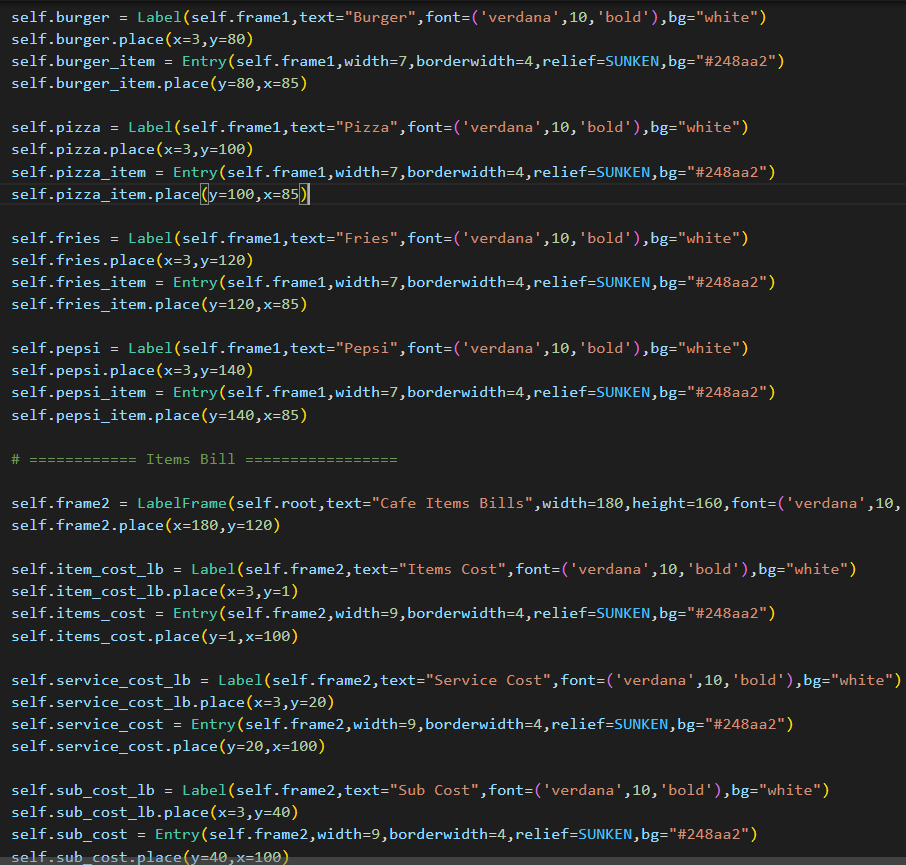 self.burger = Label(self.frame1,text="Burger",font=('verdana',10,'bold'),bg="white")
self.burger.place(x=3,y=80)
self.burger_item = Entry(self.frame1,width=7,borderwidth=4,relief=SUNKEN,bg="#248aa2")
self.burger_item.place(y=80,x=85)
self.pizza = Label(self.frame1,text="Pizza",font=('verdana',10,'bold'),bg="white")
self.pizza.place(x=3,y=100)
self.pizza_item = Entry(self.frame1,width=7,borderwidth=4,relief=SUNKEN,bg="#248aa2")
self.pizza_item.place(y=100,x=85)
self.fries = Label(self.frame1,text="Fries",font=('verdana',10,'bold'),bg="white")
self.fries.place(x=3,y=120)
self.fries_item = Entry(self.frame1,width=7,borderwidth=4,relief=SUNKEN,bg="#248aa2")
self.fries_item.place(y=120,x=85)
self.pepsi = Label(self.frame1,text="Pepsi",font=('verdana',10,'bold'),bg="white")
self.pepsi.place(x=3,y=140)
self.pepsi_item = Entry(self.frame1,width=7,borderwidth=4,relief=SUNKEN,bg="#248aa2")
self.pepsi_item.place(y=140,x=85)
# ============ Items Bill =================
self.frame2 = LabelFrame(self.root,text="Cafe Items Bills",width=180,height=160,font=('verdana',10,
self.frame2.place(x=180,y=120)
self.item_cost_lb = Label(self.frame2,text="Items Cost",font=('verdana',10,'bold'),bg="white")
self.item_cost_lb.place(x=3,y=1)
self.items_cost = Entry(self.frame2,width=9,borderwidth=4,relief=SUNKEN,bg="#248aa2")
self.items_cost.place(y=1,x=100)
self.service_cost_lb = Label(self.frame2,text="Service Cost",font=('verdana',10,'bold'),bg="white")
self.service_cost_lb.place(x=3,y=20)
self.service_cost = Entry(self.frame2,width=9,borderwidth=4,relief=SUNKEN,bg="#248aa2")
self.service_cost.place(y=20,x=100)
self.sub_cost_lb = Label(self.frame2,text="Sub Cost",font=('verdana',10,'bold'),bg="white")
self.sub_cost_lb.place(x=3,y=40)
self.sub_cost = Entry(self.frame2,width=9,borderwidth=4,relief=SUNKEN,bg="#248aa2")
self.sub_cost.place(y=40,x=100)